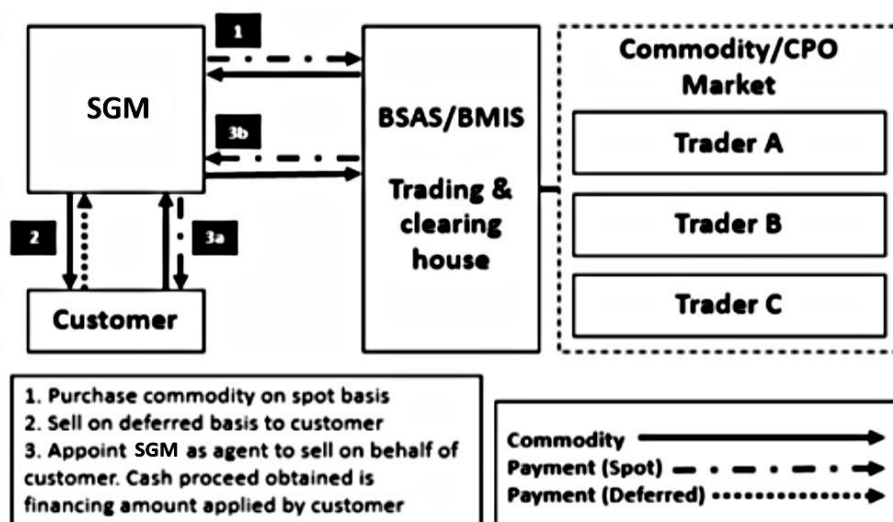 1
SGM
3b
BSAS/BMIS
Trading &
clearing
house
Commodity/CPO
Market
Trader A
Trader B
Trader C
2
3a
Customer
1. Purchase commodity on spot basis
2. Sell on deferred basis to customer
3. Appoint SGM as agent to sell on behalf of
customer. Cash proceed obtained is
financing amount applied by customer
Commodity
Payment (Spot)
Payment (Deferred)